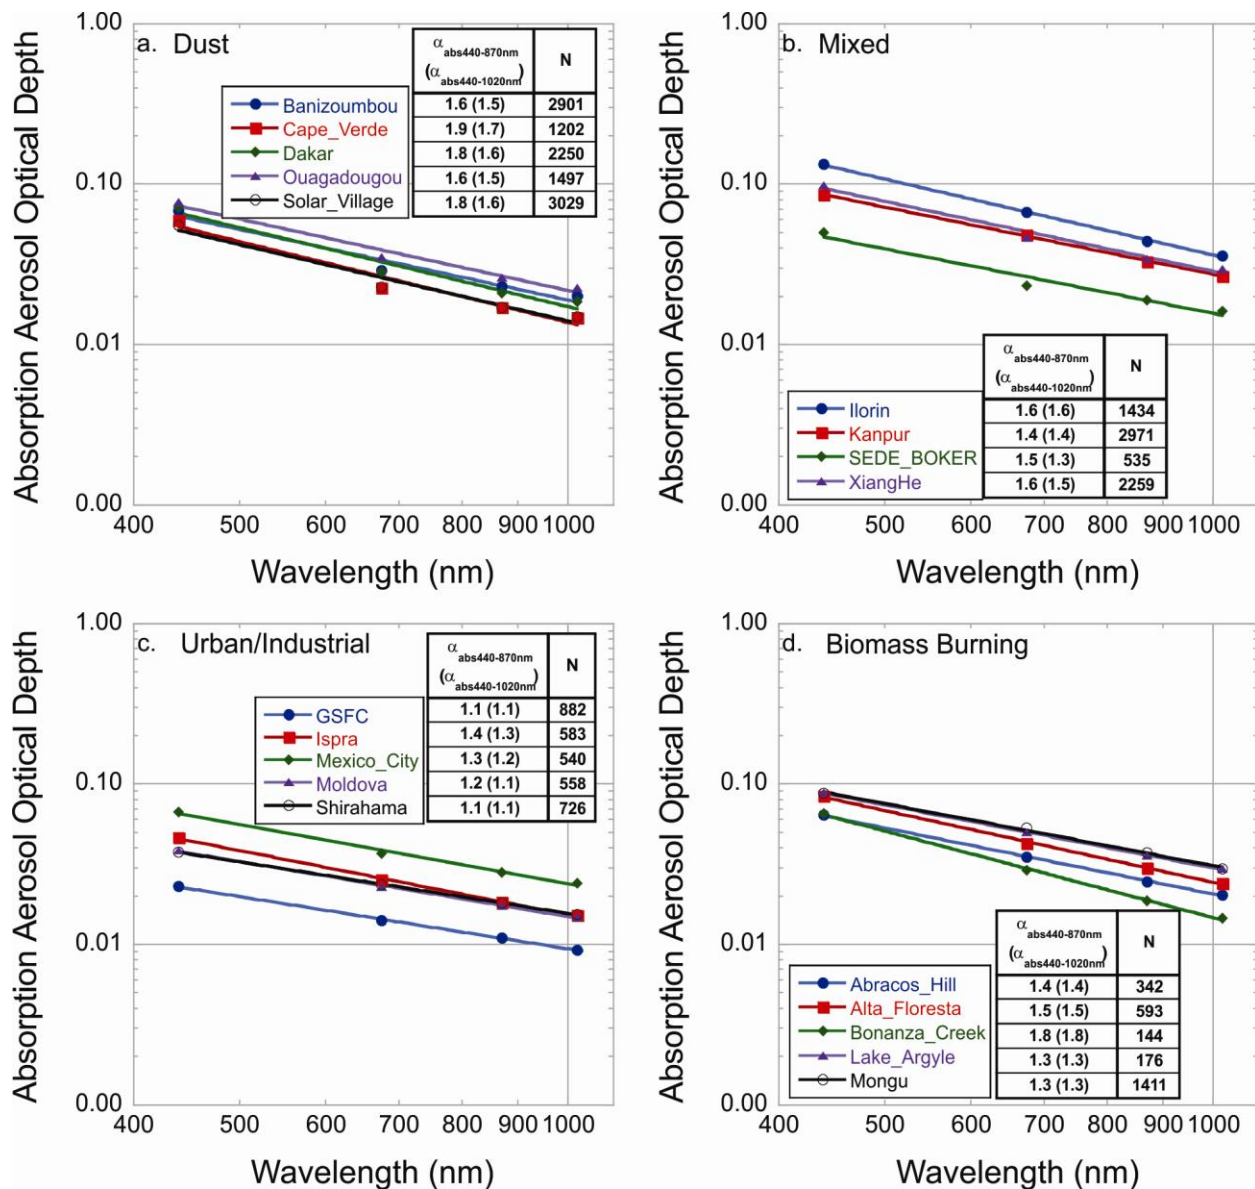 a. Dust
Absorption Aerosol Optical Depth
1.00
0.10
0.01
0.00
α abs440-870nm N
(α abs440-1020nm)
Banizoumbou 1.6 (1.5) 2901
Cape_Verde 1.9 (1.7) 1202
Dakar 1.8 (1.6) 2250
Ouagadougou 1.6 (1.5) 1497
Solar_Village 1.8 (1.6) 3029
400 500 600 700 800 900 1000
Wavelength (nm)
b. Mixed
Absorption Aerosol Optical Depth
1.00
0.10
0.01
0.00
α abs440-870nm N
(α abs440-1020nm)
Ilorin 1.6 (1.6) 1434
Kanpur 1.4 (1.4) 2971
SEDE_BOKER 1.5 (1.3) 535
XiangHe 1.6 (1.5) 2259
400 500 600 700 800 900 1000
Wavelength (nm)
c. Urban/Industrial
Absorption Aerosol Optical Depth
1.00
0.10
0.01
0.00
α abs440-870nm N
(α abs440-1020nm)
GSFC 1.1 (1.1) 882
Ispra 1.4 (1.3) 583
Mexico_City 1.3 (1.2) 540
Moldova 1.2 (1.1) 558
Shirahama 1.1 (1.1) 726
400 500 600 700 800 900 1000
Wavelength (nm)
d. Biomass Burning
Absorption Aerosol Optical Depth
1.00
0.10
0.01
0.00
α abs440-870nm N
(α abs440-1020nm)
Abracos_Hill 1.4 (1.4) 342
Alta_Floresta 1.5 (1.5) 593
Bonanza_Creek 1.8 (1.8) 144
Lake_Argyle 1.3 (1.3) 176
Mongu 1.3 (1.3) 1411
400 500 600 700 800 900 1000
Wavelength (nm)